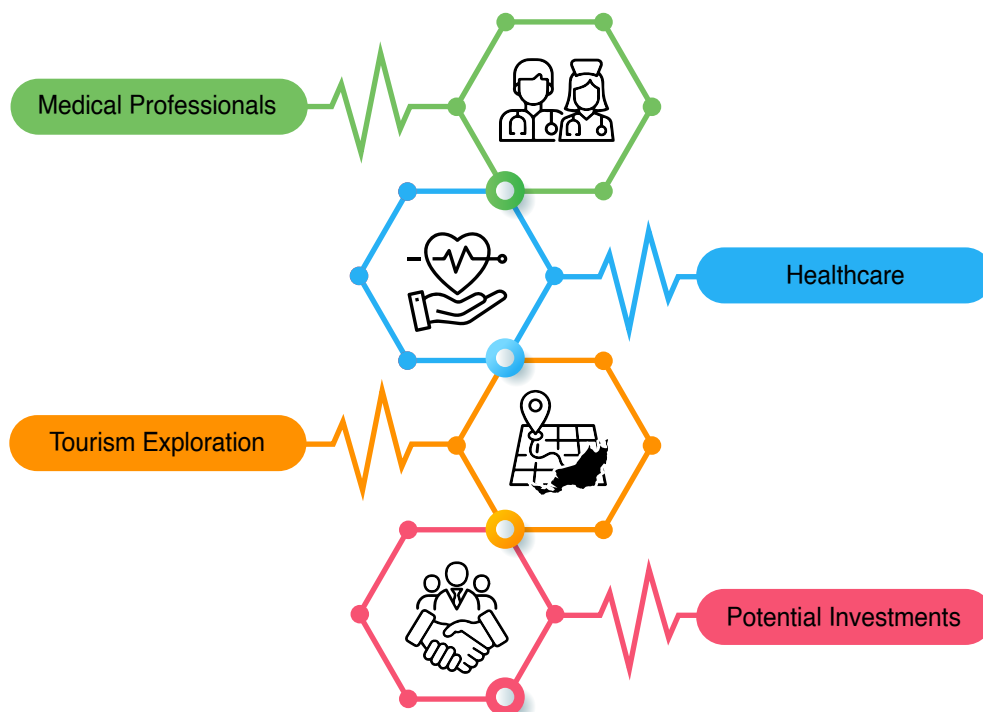 Medical Professionals
Healthcare
Tourism Exploration
Potential Investments